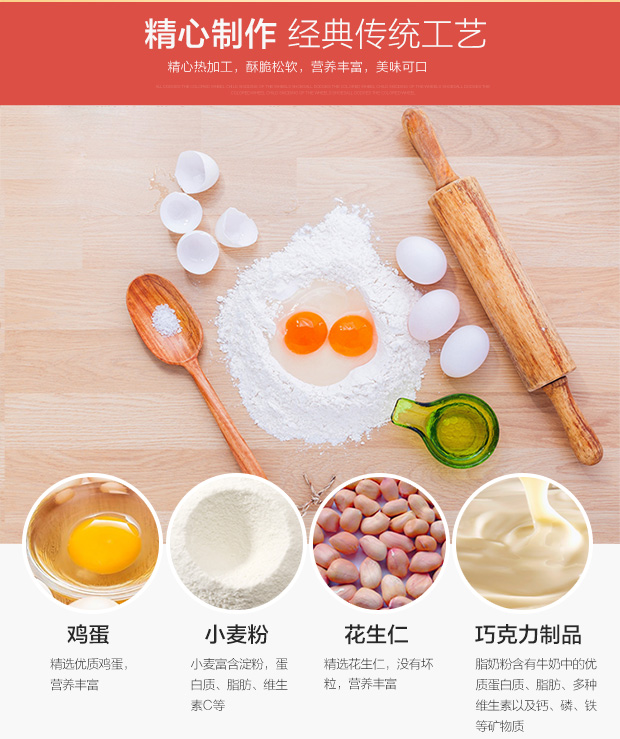 精心制作 经典传统工艺
精心热加工，酥脆松软，营养丰富，美味可口
鸡蛋
精选优质鸡蛋，
营养丰富
小麦粉
小麦富含淀粉，蛋
白质、脂肪、维生
素C等
花生仁
精选花生仁，没有坏
粒，营养丰富
巧克力制品
脂奶粉含有牛奶中的优
质蛋白质、脂肪、多种
维生素以及钙、磷、铁
等矿物质